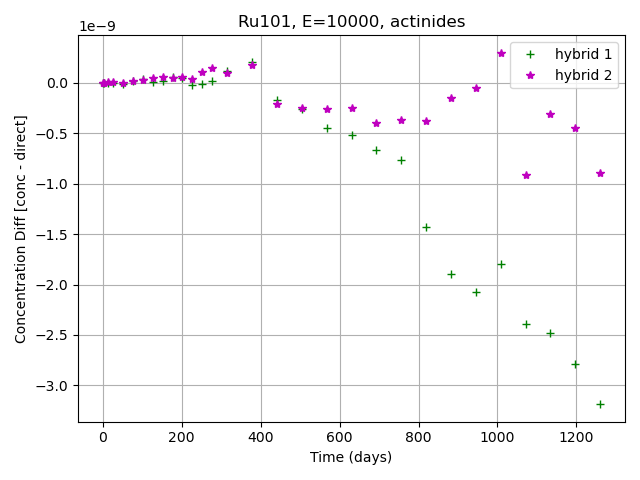 Ru101, E=10000, actinides
1e−9
hybrid 1
hybrid 2
0.0
−0.5
−1.0
−1.5
−2.0
−2.5
−3.0
Concentration Diff [conc - direct]
0 200 400 600 800 1000 1200
Time (days)